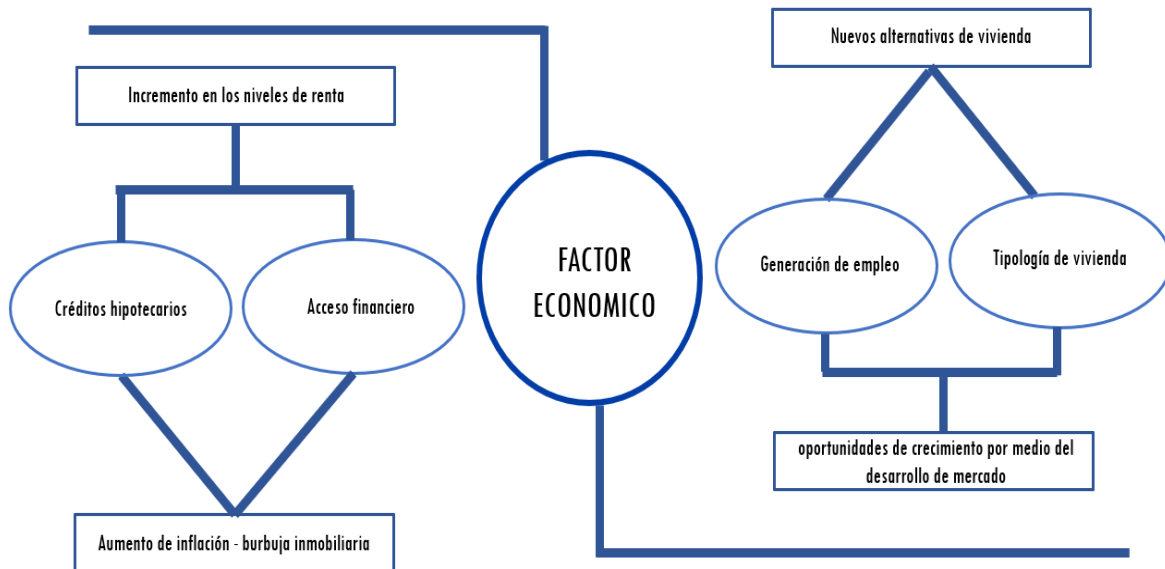 Incremento en los niveles de renta
Créditos hipotecarios
Acceso financiero
Aumento de inflación - burbuja inmobiliaria
FACTOR
ECONOMICO
Nuevos alternativas de vivienda
Generación de empleo
Tipología de vivienda
oportunidades de crecimiento por medio del
desarrollo de mercado